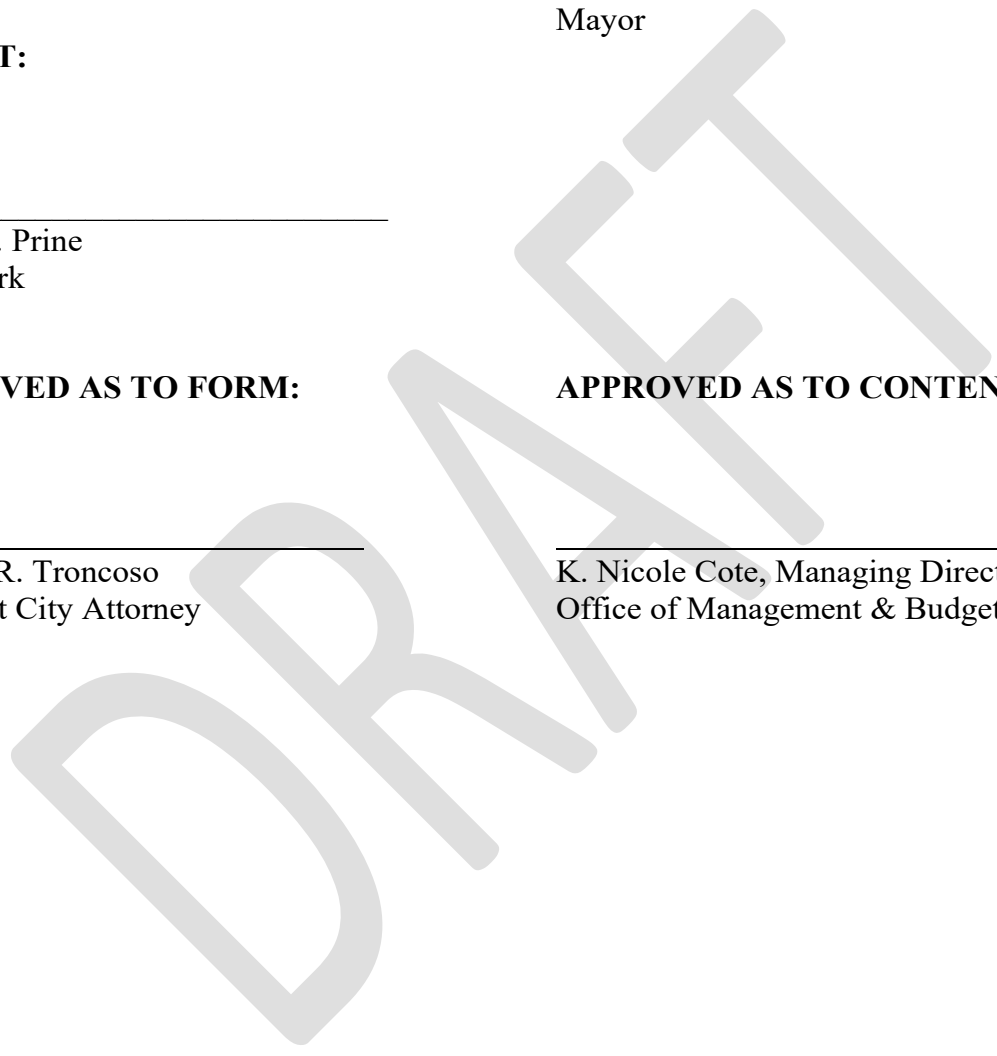 Mayor
T:
. Prine
rk
VED AS TO FORM:
APPROVED AS TO CONTEN
R. Troncoso
t City Attorney
K. Nicole Cote, Managing Direct
Office of Management & Budget
DRAFT